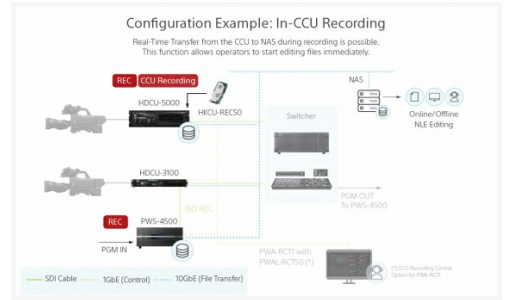 Configuration Example: In-CCU Recording
Real-Time Transfer from the CCU to NAS during recording is possible.
This function allows operators to start editing files immediately.
REC
CCU Recording
HDCU-5000
HKCU-REC50
NAS
Switcher
Online/Offline
NLE Editing
HDCU-3100
ISO REC
PGM OUT
To PWS-4500
REC
PWS-4500
PGM IN
PWA-RCT1 with
PWAL-RCT50 (*)
(*) CCU Recording Control
Option for PWA-RCT1
SDI Cable
1GbE (Control)
10GbE (File Transfer)